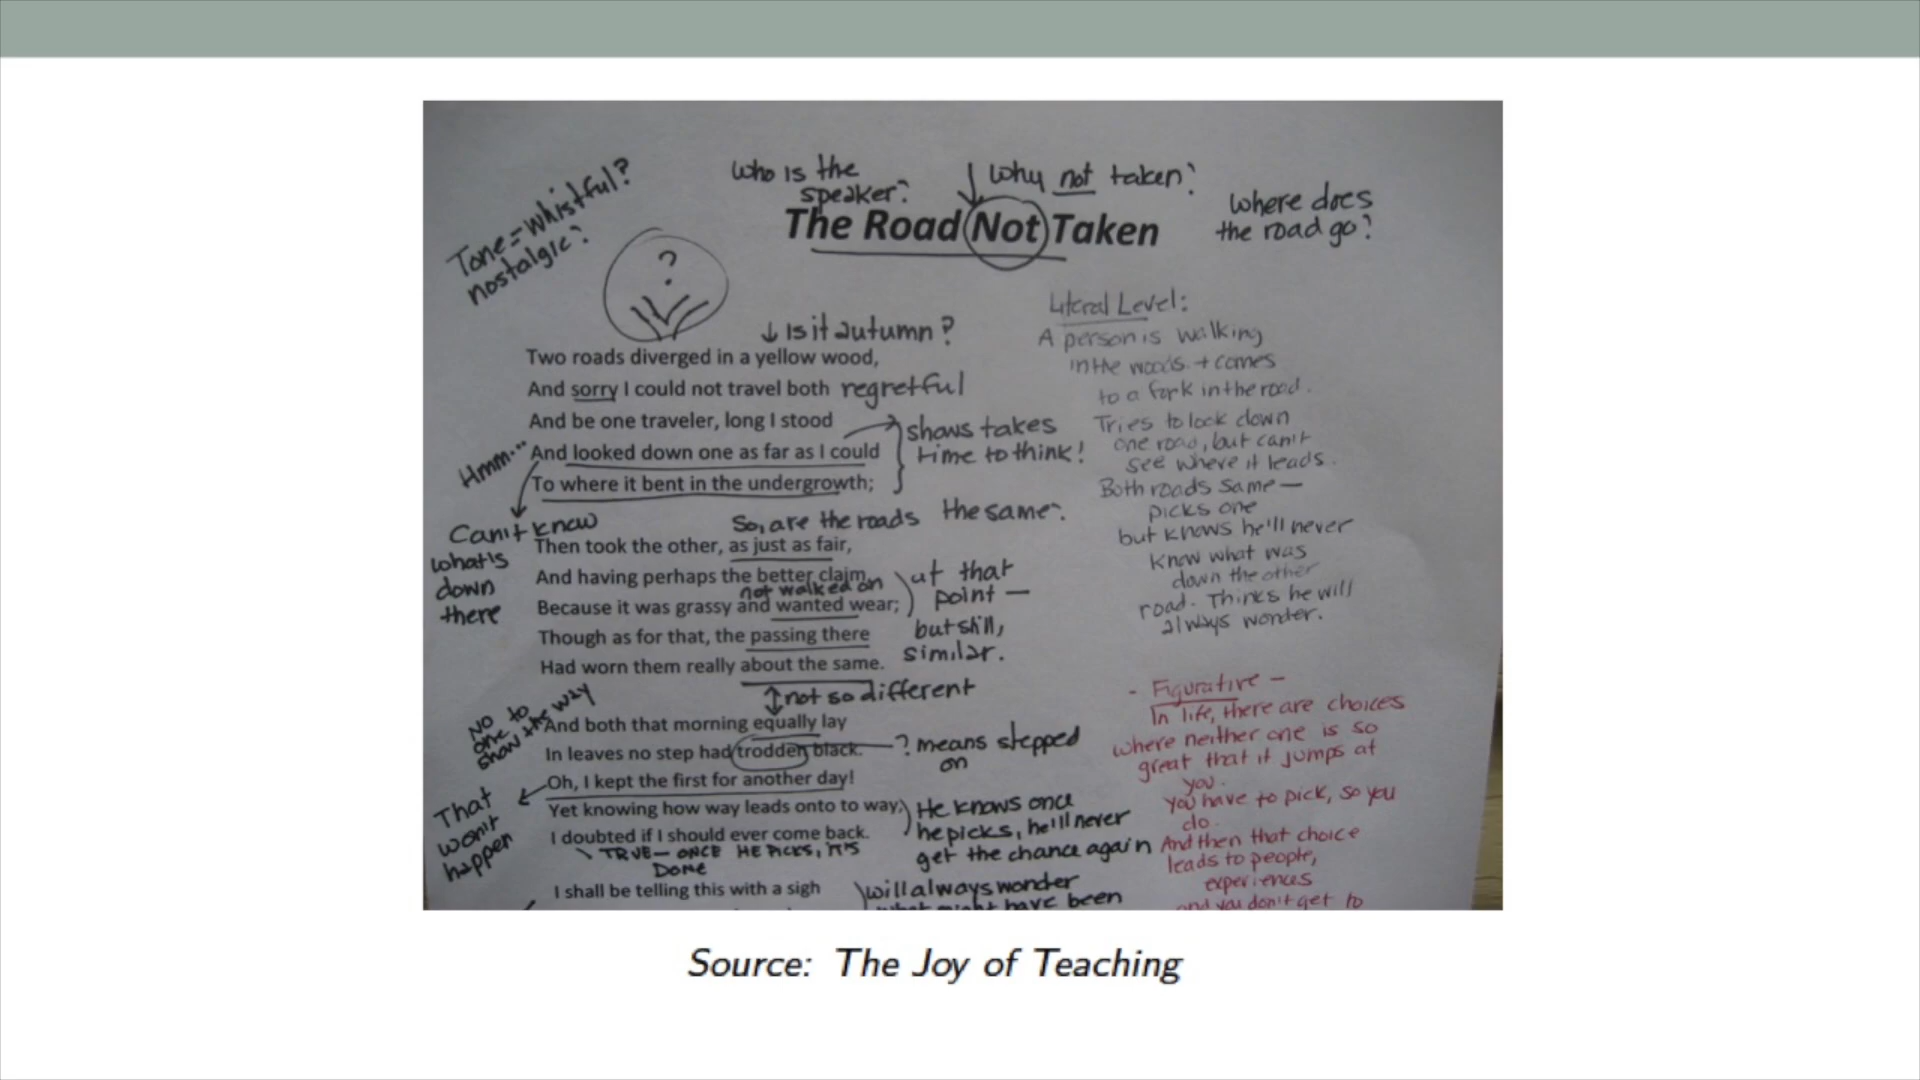 Tone = whistful?
nostalgic?
who is the
speaker?
why not taken?
where does
the road go?
The Road Not Taken
?
↓ Is it autumn?
Two roads diverged in a yellow wood,
And sorry I could not travel both regretful
And be one traveler, long I stood
And looked down one as far as I could
To where it bent in the undergrowth;
Hmm...
shows takes
time to think!
Can't know
what's
down
there
So, are the roads the same?
Then took the other, as just as fair,
And having perhaps the better claim
not walked on
Because it was grassy and wanted wear;
Though as for that, the passing there
Had worn them really about the same.
at that
point —
but still,
similar.
not so different
No
one to
show the way
And both that morning equally lay
In leaves no step had trodden black.
? means stepped
on
Oh, I kept the first for another day!
Yet knowing how way leads onto to way,
I doubted if I should ever come back.
That
won't
happen
TRUE — ONCE HE PICKS, IT'S
DONE
He knows once
he picks, he'll never
get the chance again
I shall be telling this with a sigh
will always wonder
what might have been
Literal Level:
A person is walking
in the woods + comes
to a fork in the road.
Tries to look down
one road, but can't
see where it leads.
Both roads same —
picks one
but knows he'll never
know what was
down the other
road. Thinks he will
always wonder.
- Figurative -
In life, there are choices
where neither one is so
great that it jumps at
you.
You have to pick, so you
do.
And then that choice
leads to people,
experiences
and you don't get to
Source: The Joy of Teaching